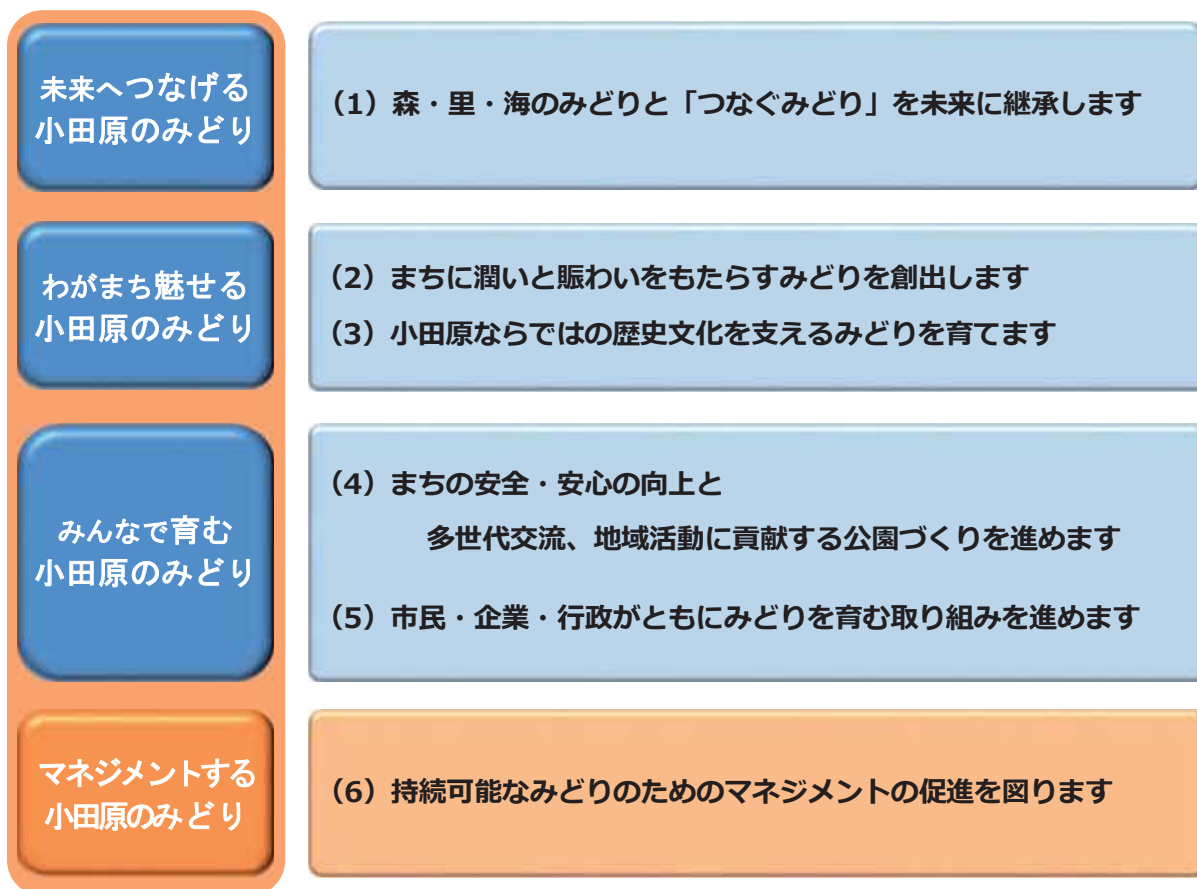 未来へつなげる
小田原のみどり
（1）森・里・海のみどりと「つなぐみどり」を未来に継承します
わがまち魅せる
小田原のみどり
（2）まちに潤いと賑わいをもたらすみどりを創出します
（3）小田原ならではの歴史文化を支えるみどりを育てます
みんなで育む
小田原のみどり
（4）まちの安全・安心の向上と
多世代交流、地域活動に貢献する公園づくりを進めます
（5）市民・企業・行政がともにみどりを育む取り組みを進めます
マネジメントする
小田原のみどり
（6）持続可能なみどりのためのマネジメントの促進を図ります